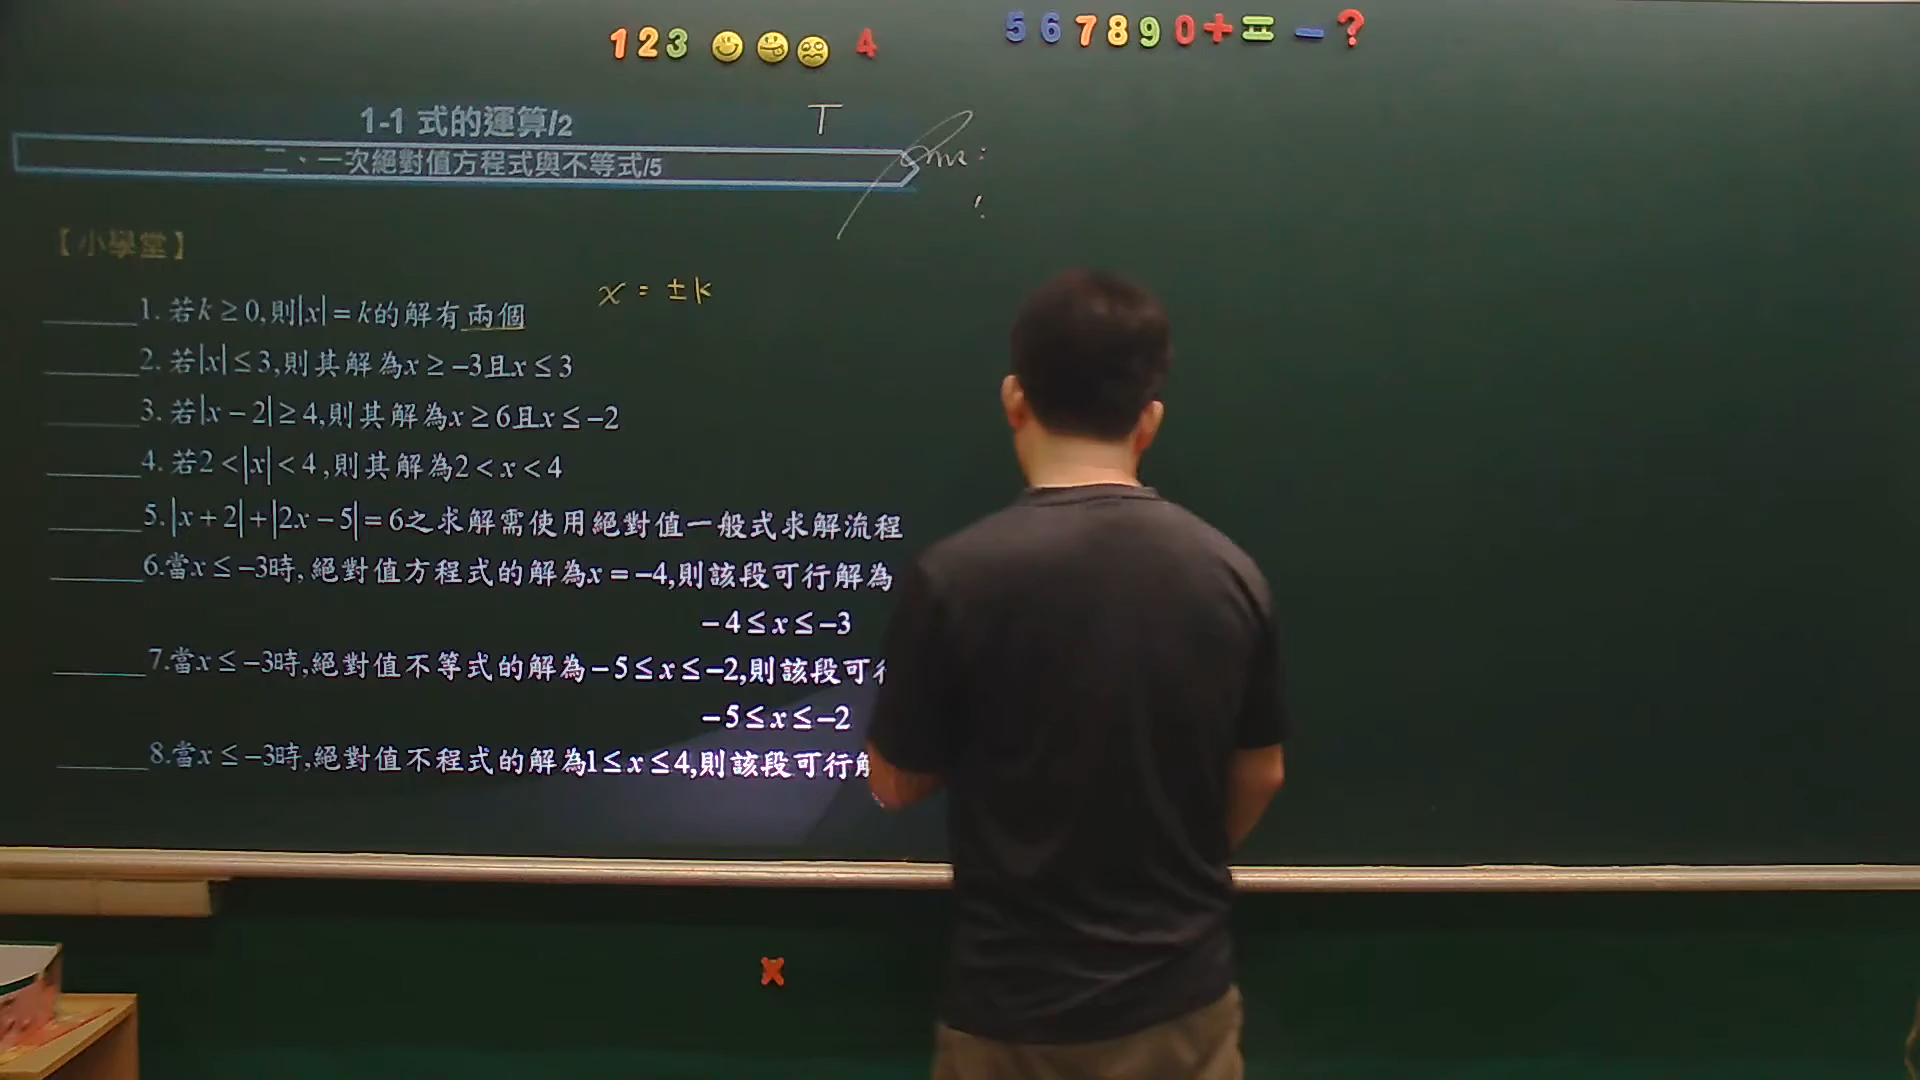 1 2 3 4 5 6 7 8 9 0 + = - ?
1-1 式的運算/2
T
二、一次絕對值方程式與不等式/5
【小學堂】
x = ±k
______1. 若k ≥ 0,則|x| = k的解有兩個
______2. 若|x| ≤ 3,則其解為x ≥ -3且x ≤ 3
______3. 若|x - 2| ≥ 4,則其解為x ≥ 6且x ≤ -2
______4. 若2 < |x| < 4,則其解為2 < x < 4
______5. |x + 2| + |2x - 5| = 6之求解需使用絕對值一般式求解流程
______6.當x ≤ -3時,絕對值方程式的解為x = -4,則該段可行解為
-4 ≤ x ≤ -3
______7.當x ≤ -3時,絕對值不等式的解為-5 ≤ x ≤ -2,則該段可
-5 ≤ x ≤ -2
______8.當x ≤ -3時,絕對值不程式的解為1 ≤ x ≤ 4,則該段可行
x